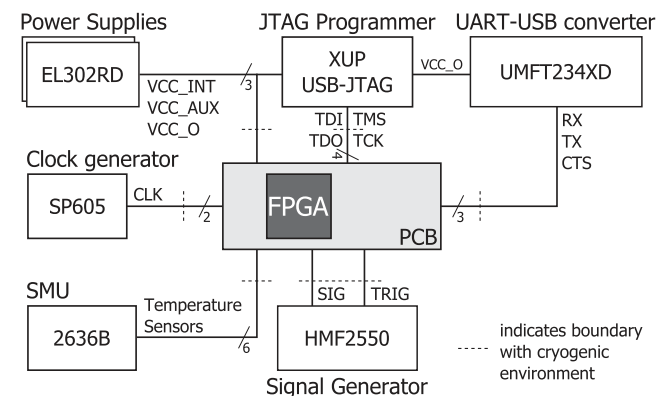 Power Supplies
JTAG Programmer
UART-USB converter
EL302RD
3
VCC_INT
VCC_AUX
VCC_O
XUP
USB-JTAG
VCC_O
UMFT234XD
TDI TMS
TDO TCK
4
RX
TX
CTS
Clock generator
SP605
CLK
2
FPGA
PCB
3
SMU
2636B
Temperature
Sensors
6
SIG TRIG
HMF2550
Signal Generator
indicates boundary
with cryogenic
environment